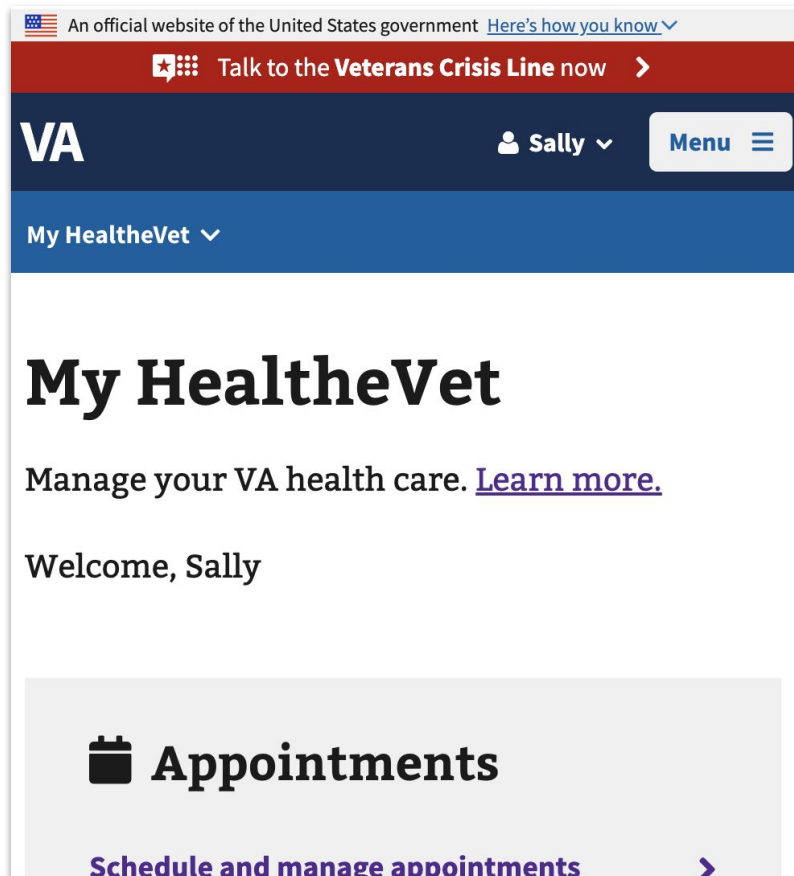 An official website of the United States government Here's how you know
Talk to the Veterans Crisis Line now
VA
Sally
Menu
My HealtheVet
My HealtheVet
Manage your VA health care. Learn more.
Welcome, Sally
Appointments
Schedule and manage appointments